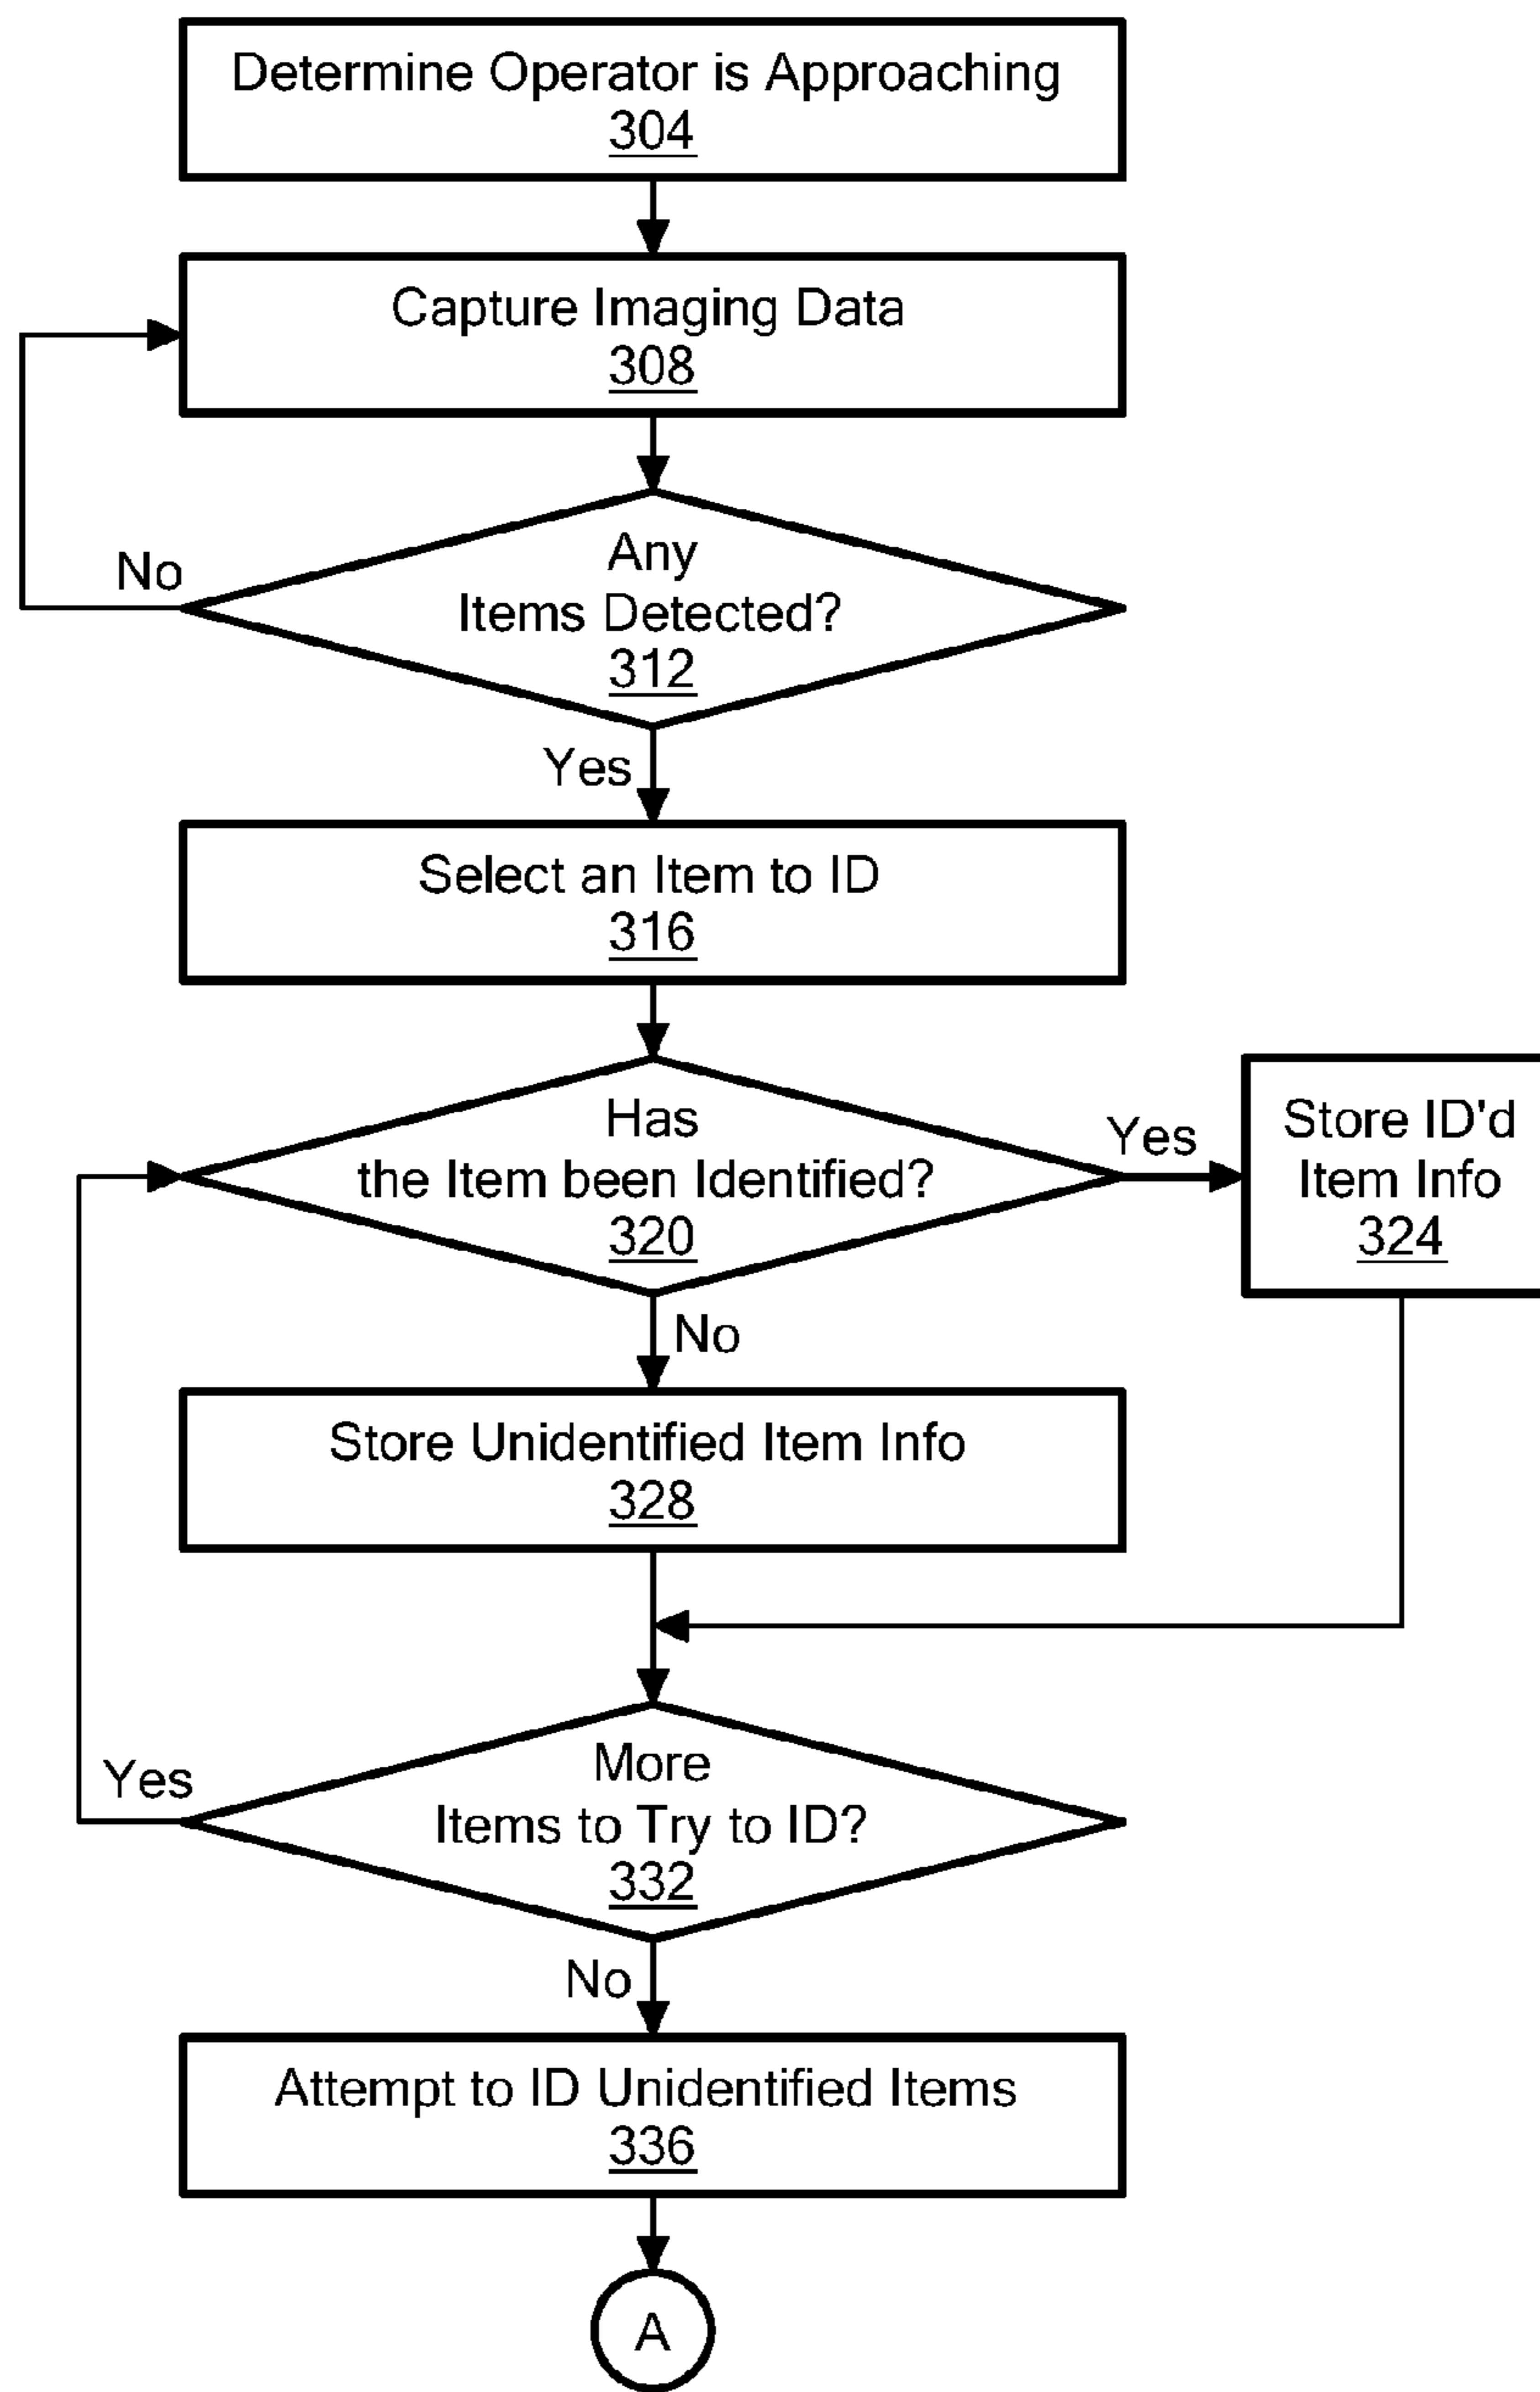 Determine Operator is Approaching
304
Capture Imaging Data
308
No
Any
Items Detected?
312
Yes
Select an Item to ID
316
Has
the Item been Identified?
320
Yes
Store ID'd
Item Info
324
No
Store Unidentified Item Info
328
Yes
More
Items to Try to ID?
332
No
Attempt to ID Unidentified Items
336
A